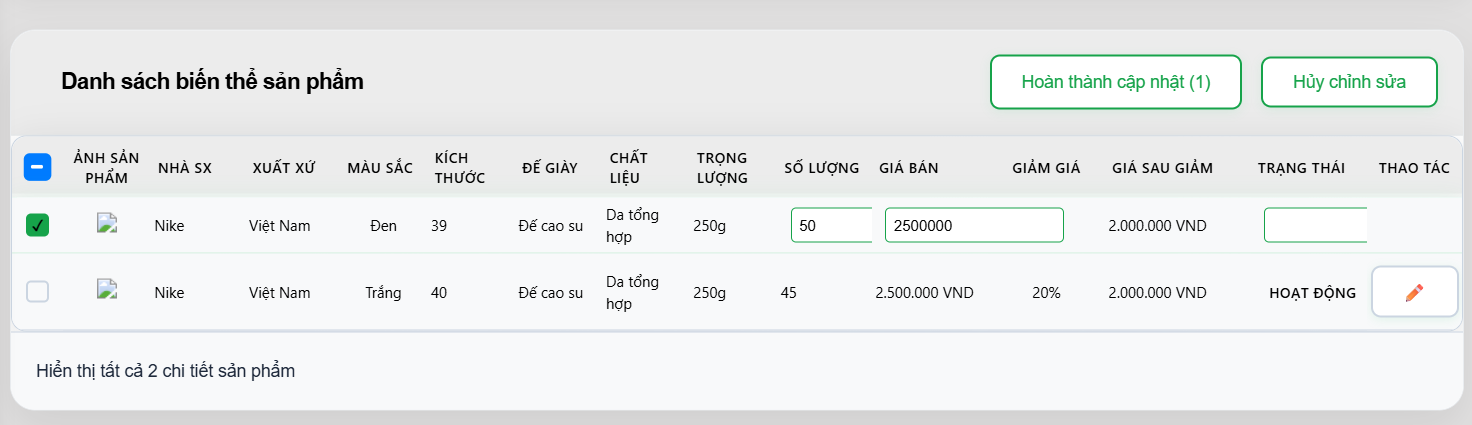 Danh sách biến thể sản phẩm
Hoàn thành cập nhật (1)
Hủy chỉnh sửa
ẢNH SẢN
PHẨM
NHÀ SX
XUẤT XỨ
MÀU SẮC
KÍCH
THƯỚC
ĐẾ GIÀY
CHẤT
LIỆU
TRỌNG
LƯỢNG
SỐ LƯỢNG
GIÁ BÁN
GIẢM GIÁ
GIÁ SAU GIẢM
TRẠNG THÁI
THAO TÁC
Nike
Việt Nam
Đen
39
Đế cao su
Da tổng
hợp
250g
50
2500000
2.000.000 VND
Nike
Việt Nam
Trắng
40
Đế cao su
Da tổng
hợp
250g
45
2.500.000 VND
20%
2.000.000 VND
HOẠT ĐỘNG
Hiển thị tất cả 2 chi tiết sản phẩm